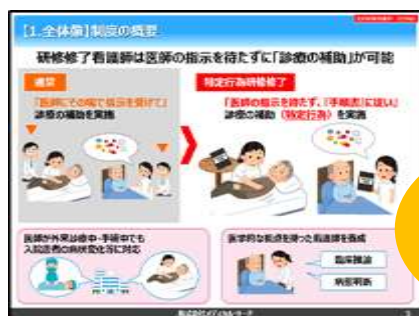 【1.全体像】制度の概要
研修修了看護師は医師の指示を待たずに「診療の補助」が可能
通常
「医師にその場で指示を受けて」
診療の補助を実施
特定行為研修修了
「医師の指示を待たず、『手順書』に従い」
診療の補助（特定行為）を実施
医師が外来診療中・手術中でも
入院患者の病状変化等に対応
医学的な視点を持った看護師を養成
臨床推論
病態判断